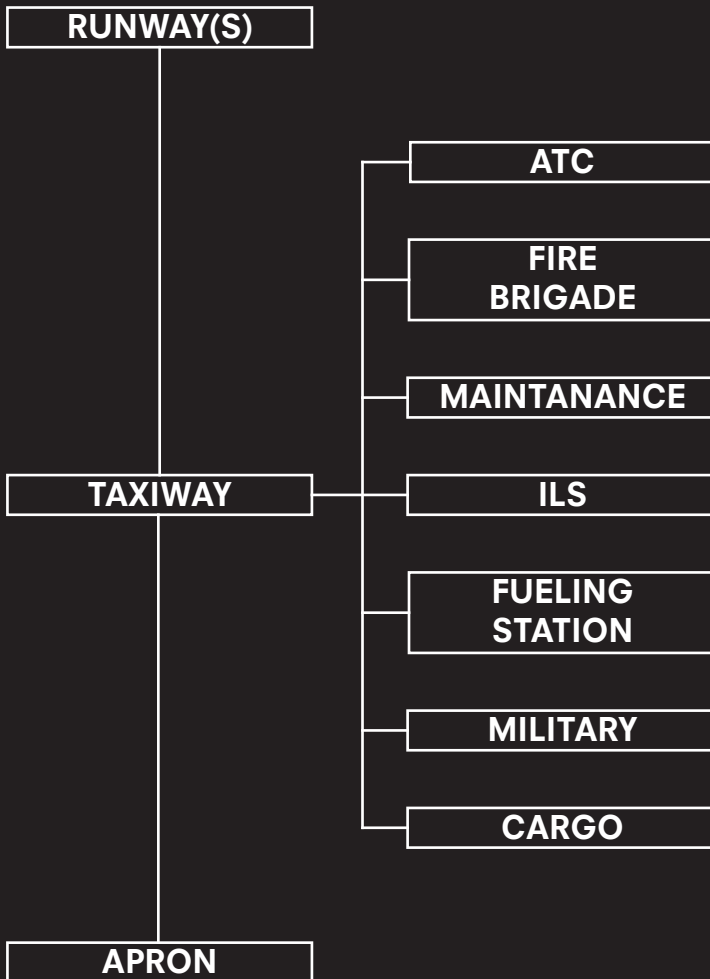 RUNWAY(S)
ATC
FIRE
BRIGADE
MAINTANANCE
TAXIWAY
ILS
FUELING
STATION
MILITARY
CARGO
APRON